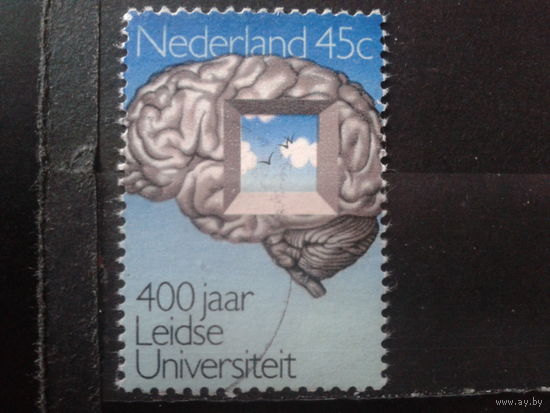 Nederland 45c
400 jaar
Leidse
Universiteit
www.ay.by